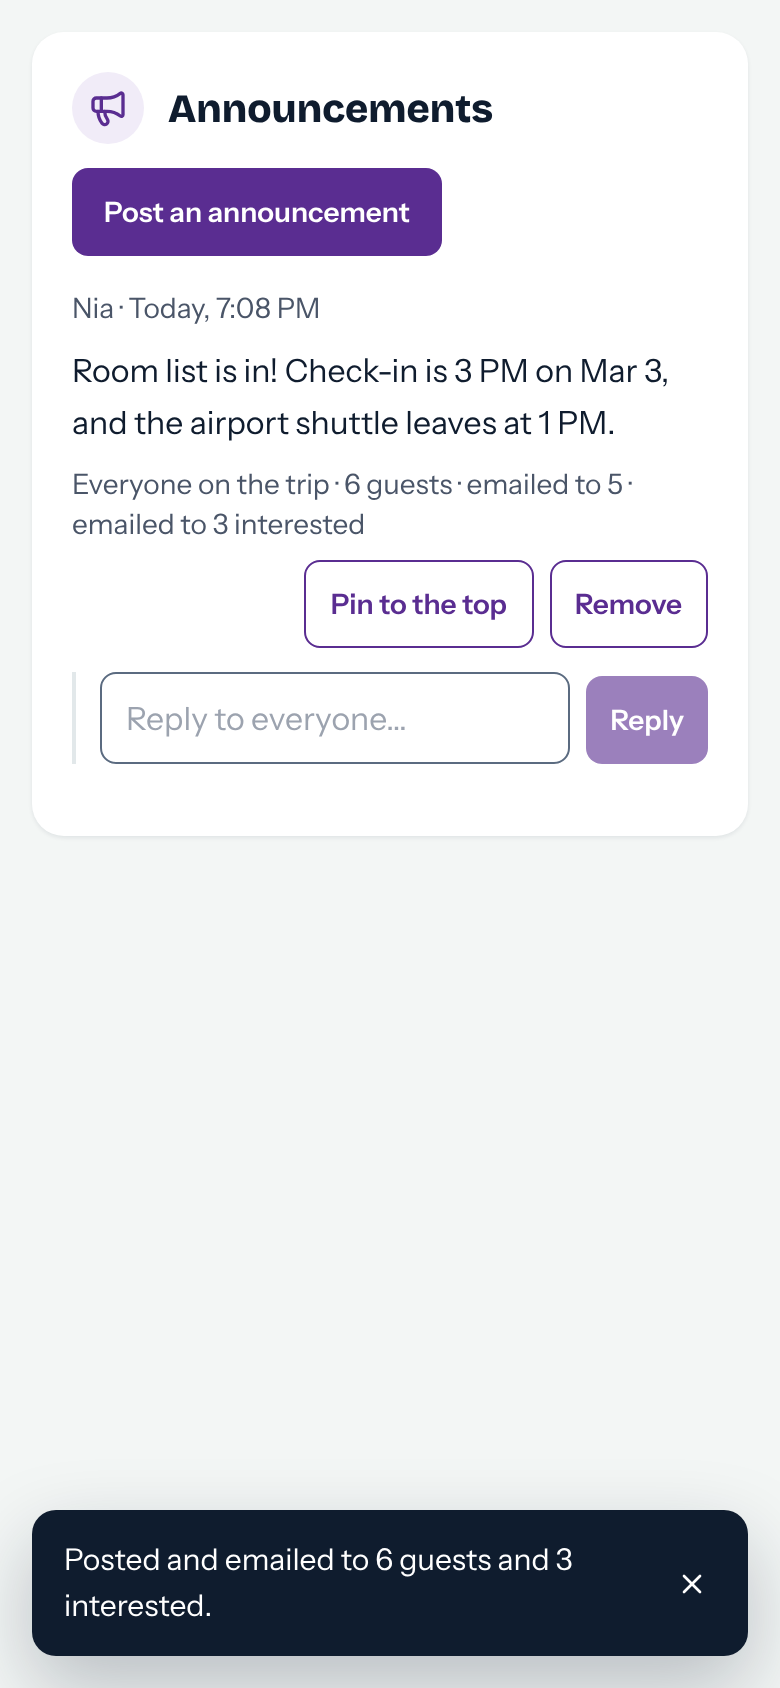 Announcements
Post an announcement
Nia · Today, 7:08 PM
Room list is in! Check-in is 3 PM on Mar 3,
and the airport shuttle leaves at 1 PM.
Everyone on the trip · 6 guests · emailed to 5 ·
emailed to 3 interested
Pin to the top
Remove
Reply to everyone...
Reply
Posted and emailed to 6 guests and 3
interested.